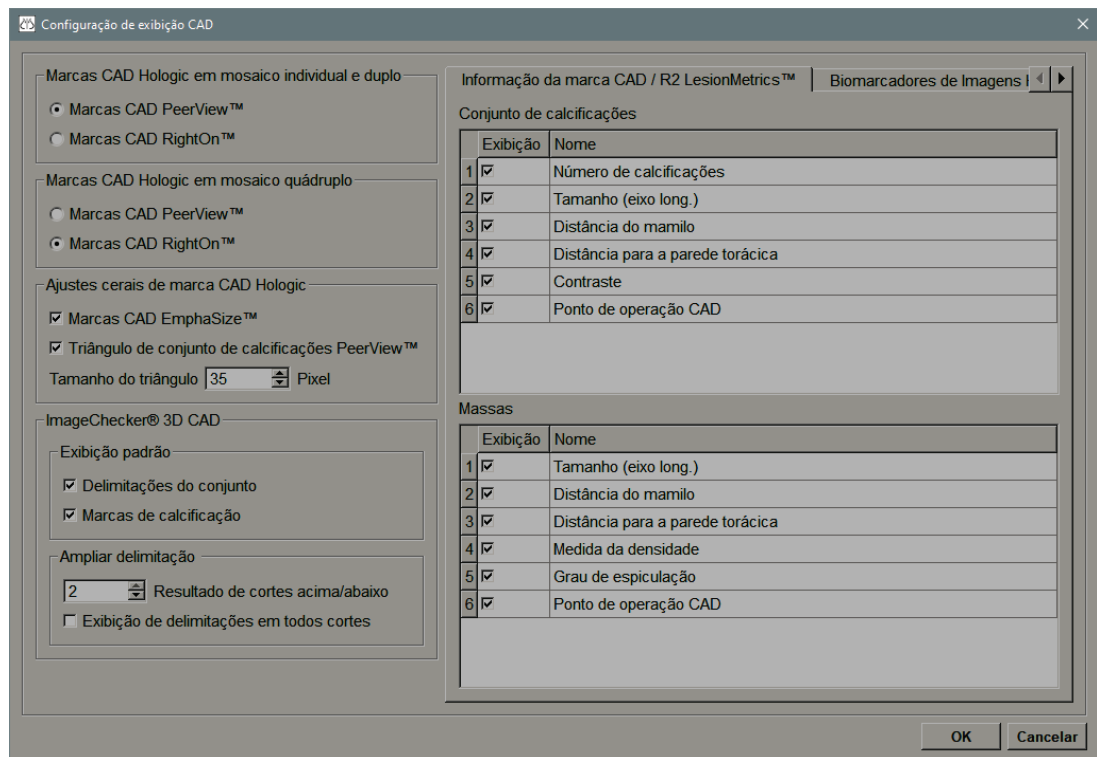 Configuração de exibição CAD
Marcas CAD Hologic em mosaico individual e duplo
Marcas CAD PeerView™
Marcas CAD RightOn™
Marcas CAD Hologic em mosaico quádruplo
Marcas CAD PeerView™
Marcas CAD RightOn™
Ajustes cerais de marca CAD Hologic
Marcas CAD EmphaSize™
Triângulo de conjunto de calcificações PeerView™
Tamanho do triângulo 35 Pixel
ImageChecker® 3D CAD
Exibição padrão
Delimitações do conjunto
Marcas de calcificação
Ampliar delimitação
2 Resultado de cortes acima/abaixo
Exibição de delimitações em todos cortes
Informação da marca CAD / R2 LesionMetrics™ Biomarcadores de Imagens
Conjunto de calcificações
Exibição Nome
1 Número de calcificações
2 Tamanho (eixo long.)
3 Distância do mamilo
4 Distância para a parede torácica
5 Contraste
6 Ponto de operação CAD
Massas
Exibição Nome
1 Tamanho (eixo long.)
2 Distância do mamilo
3 Distância para a parede torácica
4 Medida da densidade
5 Grau de espiculação
6 Ponto de operação CAD
OK Cancelar